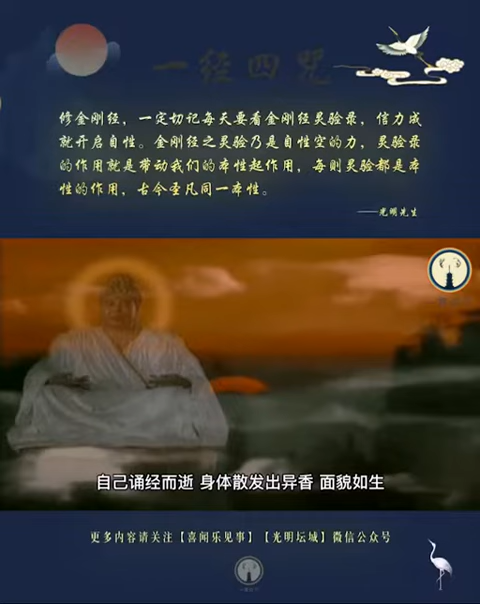 一经四咒
修金刚经，一定切记每天要看金刚经灵验录，信力成
就开启自性。金刚经之灵验乃是自性空的力，灵验录
的作用就是带动我们的本性起作用，每则灵验都是本
性的作用，古今圣凡同一本性。
——光明先生
自己诵经而逝 身体散发出异香 面貌如生
更多内容请关注【喜闻乐见事】【光明坛城】微信公众号